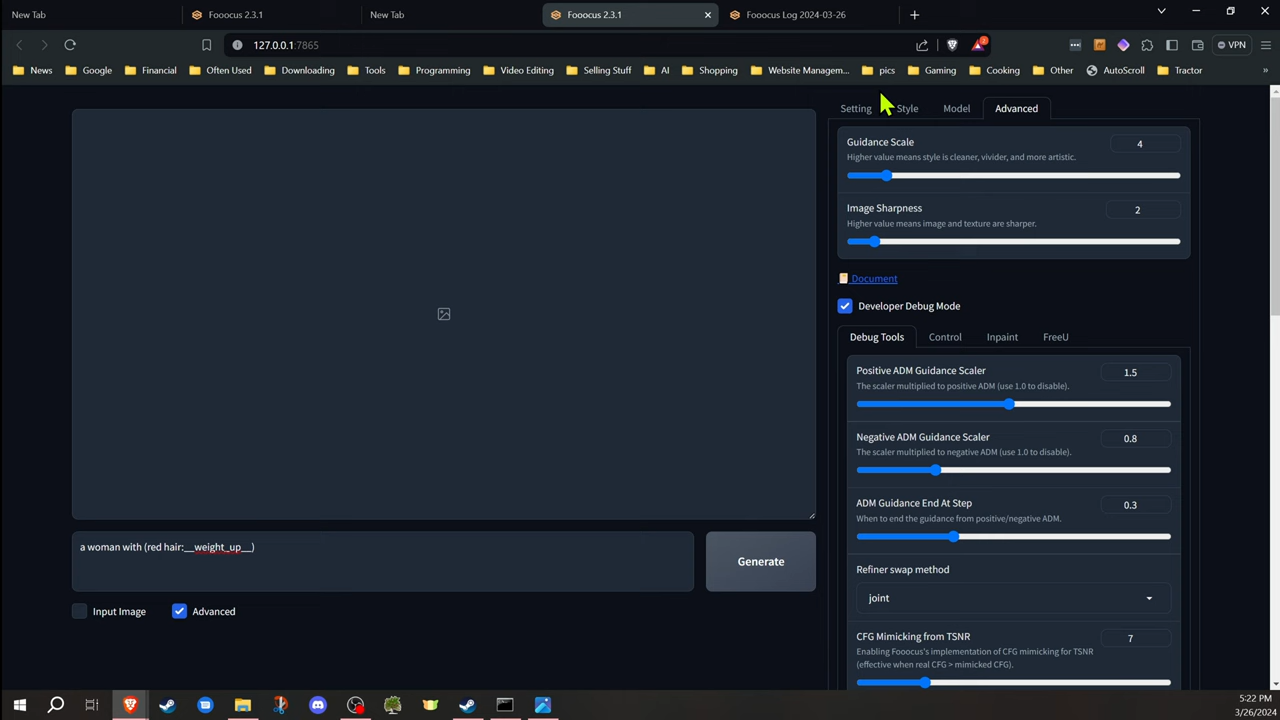 New Tab
Fooocus 2.3.1
New Tab
Fooocus 2.3.1
Fooocus Log 2024-03-26
127.0.0.1:7865
2
VPN
News
Google
Financial
Often Used
Downloading
Tools
Programming
Video Editing
Selling Stuff
AI
Shopping
Website Managem...
pics
Gaming
Cooking
Other
AutoScroll
Tractor
Setting
Style
Model
Advanced
Guidance Scale
4
Higher value means style is cleaner, vivider, and more artistic.
Image Sharpness
2
Higher value means image and texture are sharper.
Document
Developer Debug Mode
Debug Tools
Control
Inpaint
FreeU
Positive ADM Guidance Scaler
1.5
The scaler multiplied to positive ADM (use 1.0 to disable).
Negative ADM Guidance Scaler
0.8
The scaler multiplied to negative ADM (use 1.0 to disable).
ADM Guidance End At Step
0.3
When to end the guidance from positive/negative ADM.
Refiner swap method
joint
CFG Mimicking from TSNR
7
Enabling Fooocus's implementation of CFG mimicking for TSNR
(effective when real CFG > mimicked CFG).
a woman with (red hair:__weight_up__)
Generate
Input Image
Advanced
5:22 PM
3/26/2024